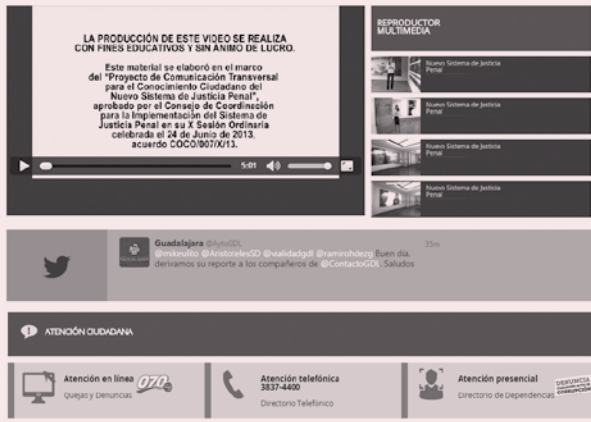 LA PRODUCCIÓN DE ESTE VIDEO SE REALIZA
CON FINES EDUCATIVOS Y SIN ÁNIMO DE LUCRO.
Este material se elaboró en el marco
del "Proyecto de Comunicación Transversal
para el Conocimiento Ciudadano del
Nuevo Sistema de Justicia Penal",
aprobado por el Consejo de Coordinación
para la Implementación del Sistema de
Justicia Penal en su X Sesión Ordinaria
celebrada el 24 de Junio de 2013,
acuerdo COCO/007/X/13.
5:01
REPRODUCTOR
MULTIMEDIA
Nuevo Sistema de Justicia
Penal
Nuevo Sistema de Justicia
Penal
Nuevo Sistema de Justicia
Penal
Nuevo Sistema de Justicia
Penal
Guadalajara @AytoGDL
35m
@mikeulito @AristotelesSD @vialidadgdl @ramirohdezg Buen día,
derivamos su reporte a los compañeros de @ContactoGDL. Saludos
ATENCIÓN CIUDADANA
Atención en línea 070
Quejas y Denuncias
Atención telefónica
3837-4400
Directorio Telefónico
Atención presencial
Directorio de Dependencias
DENUNCIA
CORRUPCIÓN